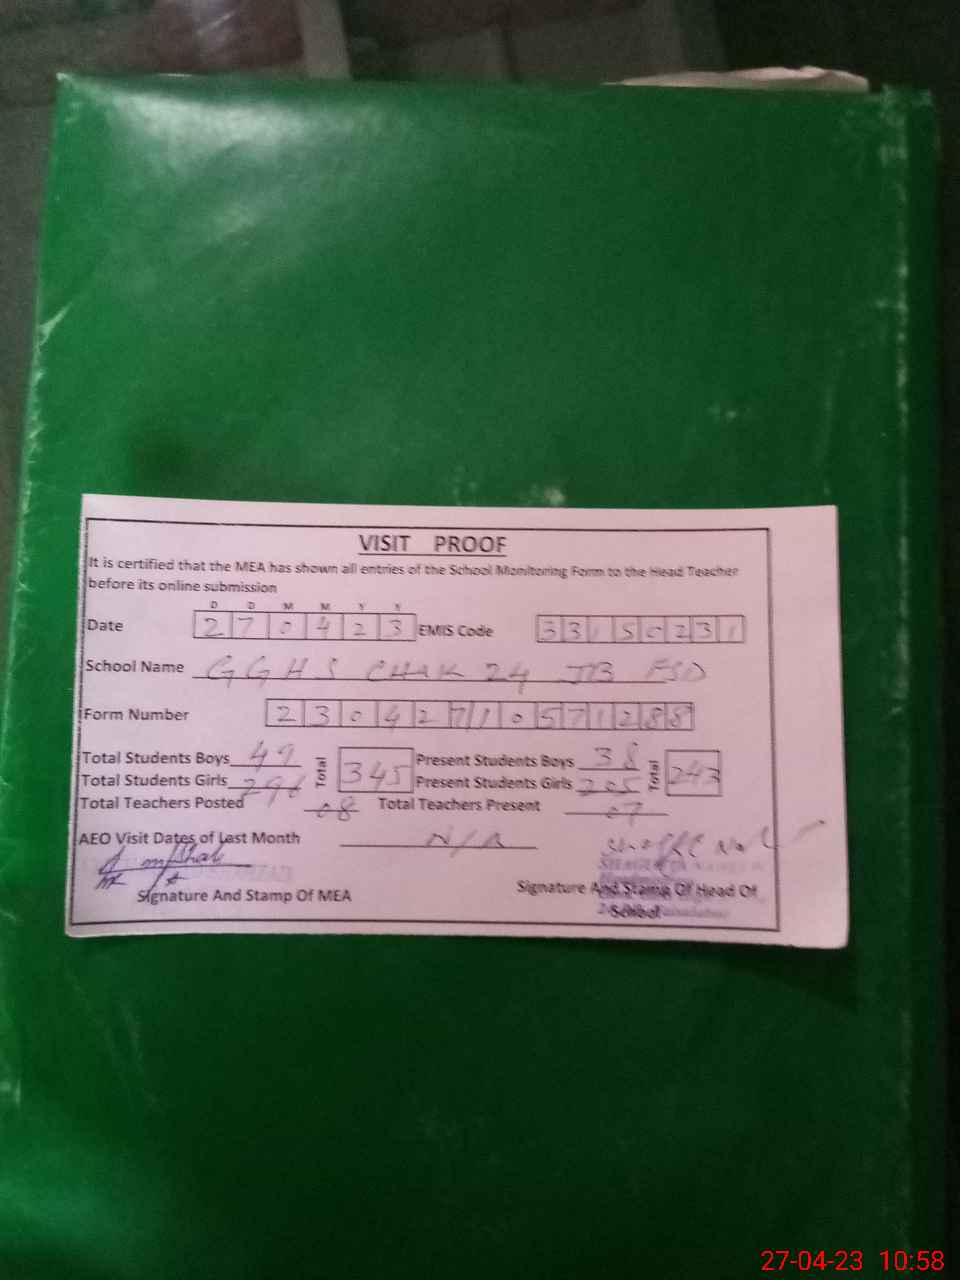 VISIT PROOF
It is certified that the MEA has shown all entries of the School Monitoring Form to the Head Teacher
before its online submission
D D M M Y Y
Date 2 7 0 4 2 3 EMIS Code 3 3 1 5 0 2 3 1
School Name GGHS CHAK 24 JB FSD
Form Number 2 3 0 4 2 7 1 0 5 7 1 2 8 8
Total Students Boys 49 Total 345 Present Students Boys 38 Total 243
Total Students Girls 296 Present Students Girls 205
Total Teachers Posted 08 Total Teachers Present 07
AEO Visit Dates of Last Month N/A
Signature And Stamp Of MEA
Signature And Stamp Of Head Of
School
27-04-23 10:58